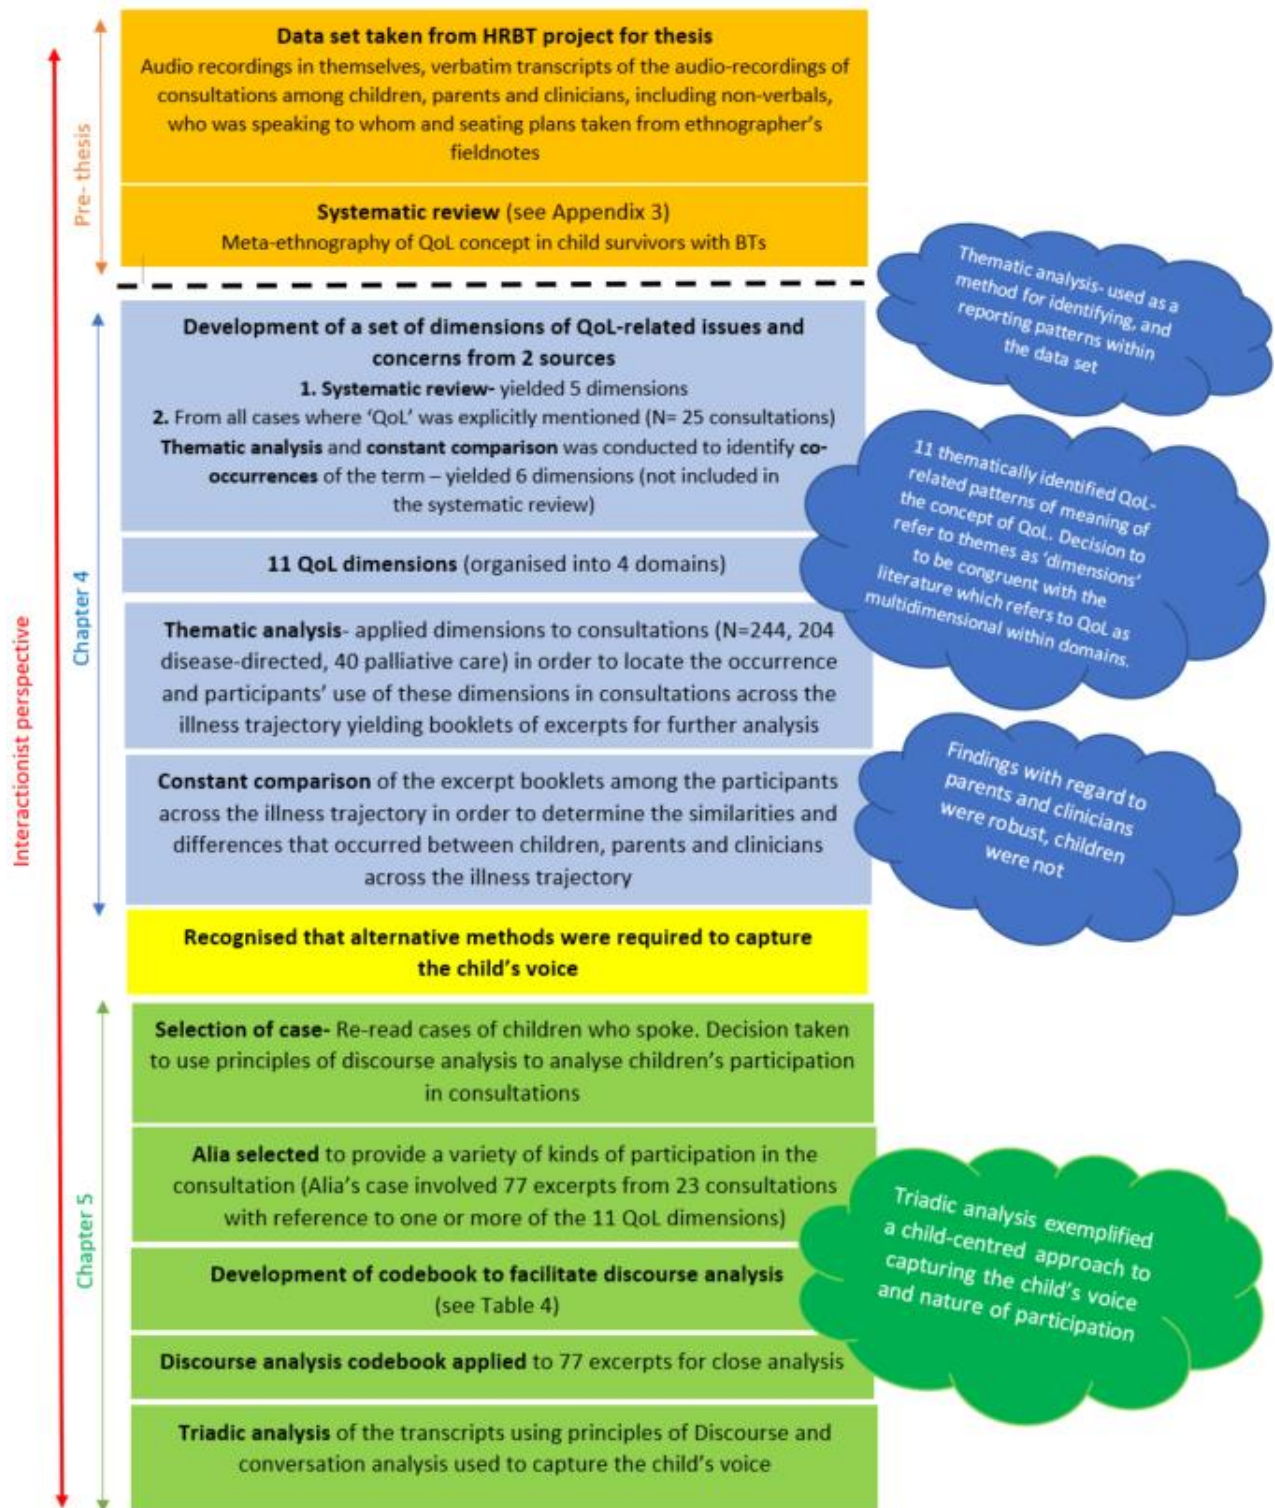 Data set taken from HRBT project for thesis
Audio recordings in themselves, verbatim transcripts of the audio-recordings of
consultations among children, parents and clinicians, including non-verbals,
who was speaking to whom and seating plans taken from ethnographer's
fieldnotes
Pre- thesis
Systematic review (see Appendix 3)
Meta-ethnography of QoL concept in child survivors with BTs
Interactionist perspective
Chapter 4
Development of a set of dimensions of QoL-related issues and
concerns from 2 sources
1. Systematic review- yielded 5 dimensions
2. From all cases where 'QoL' was explicitly mentioned (N= 25 consultations)
Thematic analysis and constant comparison was conducted to identify co-
occurrences of the term – yielded 6 dimensions (not included in
the systematic review)
Thematic analysis- used as a
method for identifying, and
reporting patterns within
the data set
11 QoL dimensions (organised into 4 domains)
11 thematically identified QoL-
related patterns of meaning of
the concept of QoL. Decision to
refer to themes as 'dimensions'
to be congruent with the
literature which refers to QoL as
multidimensional within domains.
Thematic analysis- applied dimensions to consultations (N=244, 204
disease-directed, 40 palliative care) in order to locate the occurrence
and participants' use of these dimensions in consultations across the
illness trajectory yielding booklets of excerpts for further analysis
Constant comparison of the excerpt booklets among the participants
across the illness trajectory in order to determine the similarities and
differences that occurred between children, parents and clinicians
across the illness trajectory
Findings with regard to
parents and clinicians
were robust, children
were not
Recognised that alternative methods were required to capture
the child's voice
Chapter 5
Selection of case- Re-read cases of children who spoke. Decision taken
to use principles of discourse analysis to analyse children's participation
in consultations
Alia selected to provide a variety of kinds of participation in the
consultation (Alia's case involved 77 excerpts from 23 consultations
with reference to one or more of the 11 QoL dimensions)
Development of codebook to facilitate discourse analysis
(see Table 4)
Discourse analysis codebook applied to 77 excerpts for close analysis
Triadic analysis of the transcripts using principles of Discourse and
conversation analysis used to capture the child's voice
Triadic analysis exemplified
a child-centred approach to
capturing the child's voice
and nature of participation